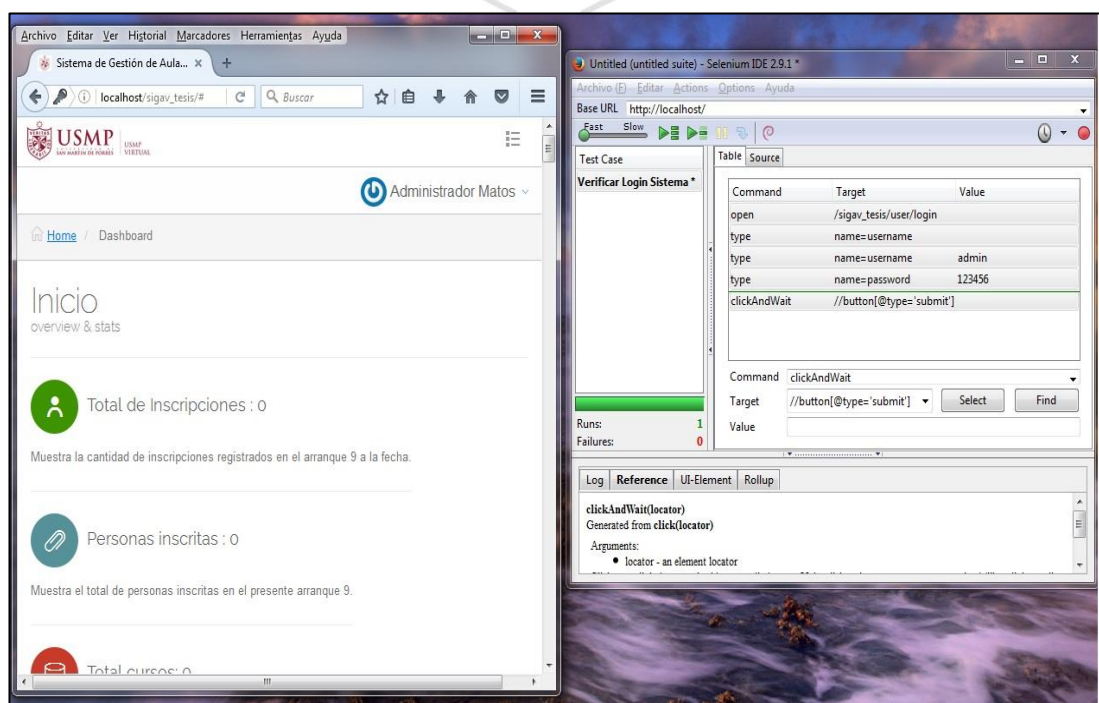 Archivo Editar Ver Historial Marcadores Herramientas Ayuda
Sistema de Gestión de Aula... × +
localhost/sigav_tesis/# Buscar
USMP
SAN MARTIN DE PORRES
USMP
VIRTUAL
Administrador Matos
Home / Dashboard
Inicio
overview & stats
Total de Inscripciones : 0
Muestra la cantidad de inscripciones registrados en el arranque 9 a la fecha.
Personas inscritas : 0
Muestra el total de personas inscritas en el presente arranque 9.
Total cursos: 0
Untitled (untitled suite) - Selenium IDE 2.9.1 *
Archivo (F) Editar Actions Options Ayuda
Base URL http://localhost/
Fast Slow
Test Case
Verificar Login Sistema *
Table Source
Command Target Value
open /sigav_tesis/user/login
type name=username
type name=username admin
type name=password 123456
clickAndWait //button[@type='submit']
Command clickAndWait
Target //button[@type='submit'] Select Find
Value
Runs: 1
Failures: 0
Log Reference UI-Element Rollup
clickAndWait(locator)
Generated from click(locator)
Arguments:
• locator - an element locator